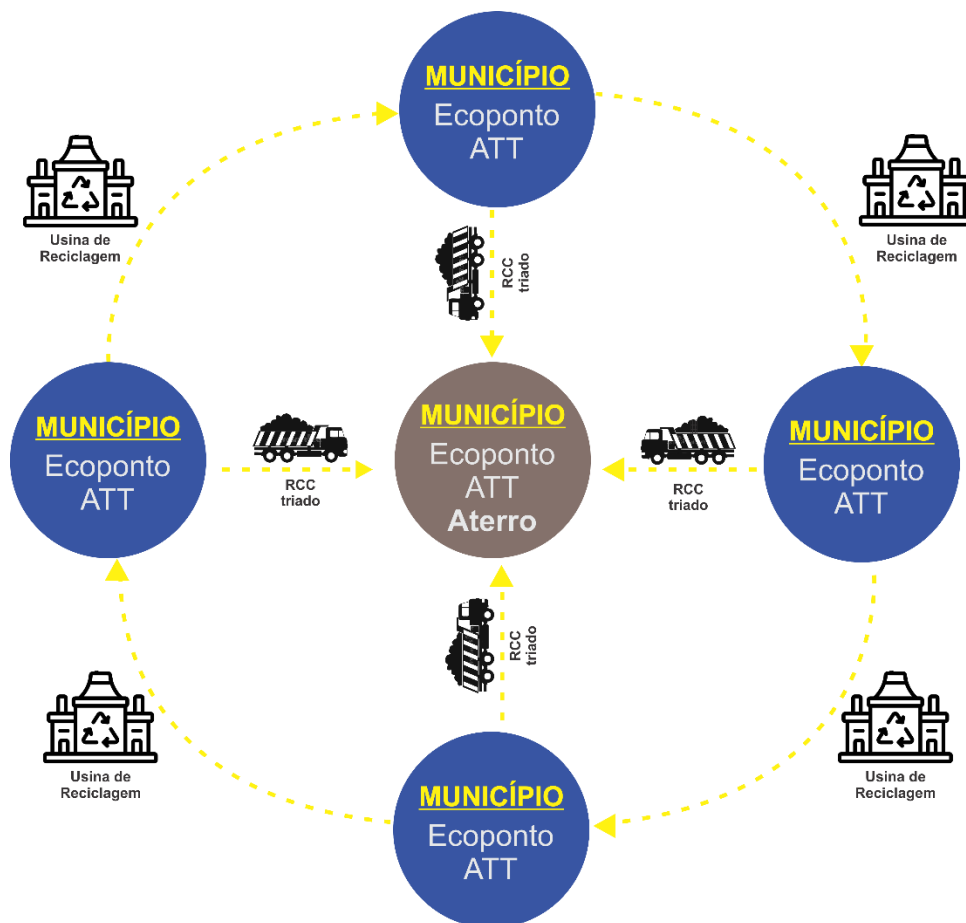 MUNICÍPIO
Ecoponto
ATT
Usina de
Reciclagem
Usina de
Reciclagem
RCC
triado
MUNICÍPIO
Ecoponto
ATT
RCC
triado
MUNICÍPIO
Ecoponto
ATT
Aterro
RCC
triado
MUNICÍPIO
Ecoponto
ATT
RCC
triado
Usina de
Reciclagem
Usina de
Reciclagem
MUNICÍPIO
Ecoponto
ATT